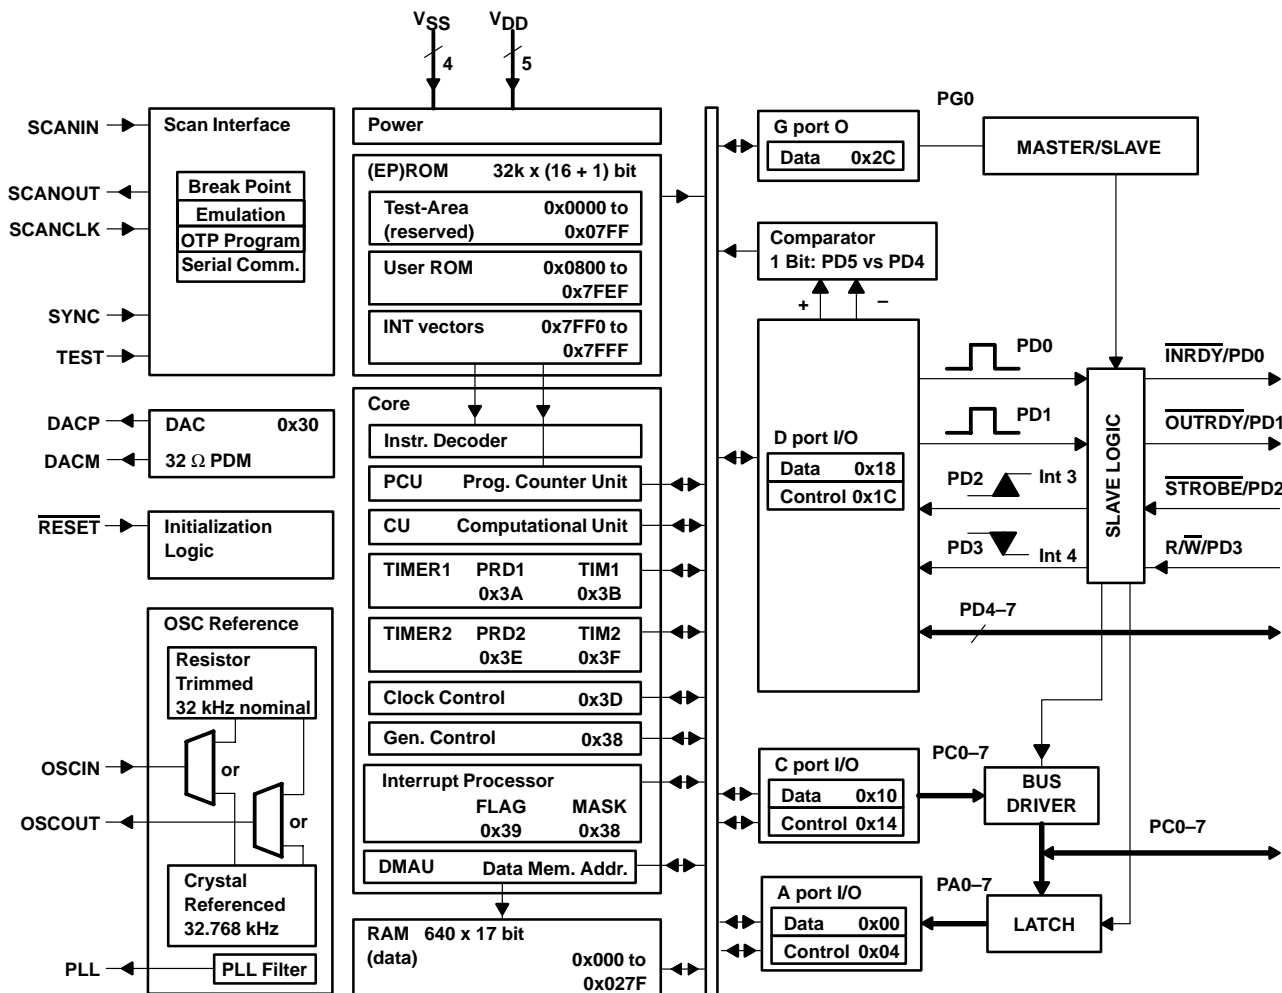 VSS
VDD
4
5
SCANIN
SCANOUT
SCANCLK
SYNC
TEST
Scan Interface
Break Point
Emulation
OTP Program
Serial Comm.
DACP
DACM
DAC 0x30
32 Ω PDM
RESET
Initialization
Logic
OSC Reference
Resistor
Trimmed
32 kHz nominal
or
or
OSCIN
OSCOUT
Crystal
Referenced
32.768 kHz
PLL
PLL Filter
Power
(EP)ROM 32k x (16 + 1) bit
Test-Area 0x0000 to
(reserved) 0x07FF
User ROM 0x0800 to
0x7FEF
INT vectors 0x7FF0 to
0x7FFF
Core
Instr. Decoder
PCU Prog. Counter Unit
CU Computational Unit
TIMER1 PRD1 TIM1
0x3A 0x3B
TIMER2 PRD2 TIM2
0x3E 0x3F
Clock Control 0x3D
Gen. Control 0x38
Interrupt Processor
FLAG MASK
0x39 0x38
DMAU Data Mem. Addr.
RAM 640 x 17 bit
(data) 0x000 to
0x027F
G port O
Data 0x2C
PG0
MASTER/SLAVE
Comparator
1 Bit: PD5 vs PD4
+ –
D port I/O
Data 0x18
Control 0x1C
PD0
PD1
PD2 Int 3
PD3 Int 4
PD4–7
SLAVE LOGIC
INRDY/PD0
OUTRDY/PD1
STROBE/PD2
R/W/PD3
C port I/O
Data 0x10
Control 0x14
PC0–7
BUS
DRIVER
PC0–7
A port I/O
Data 0x00
Control 0x04
PA0–7
LATCH